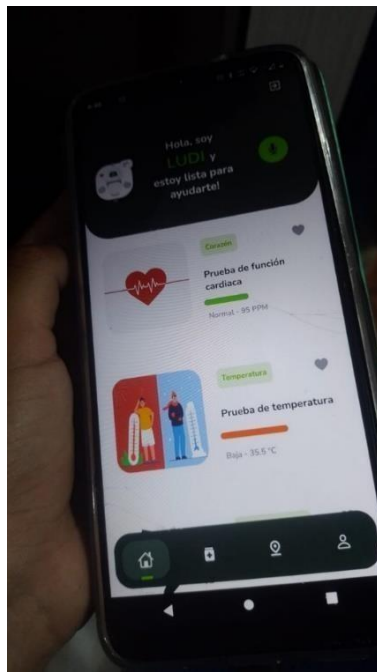 Hola, soy
LUDI y
estoy lista para
ayudarte!
Corazón
Prueba de función
cardiaca
Normal - 95 PPM
Temperatura
Prueba de temperatura
Baja - 35.5 °C